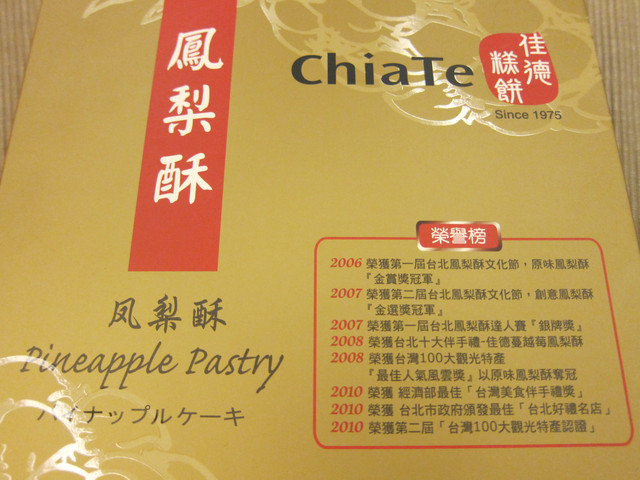 鳳梨酥
ChiaTe
佳德
糕餅
Since 1975
凤梨酥
Pineapple Pastry
パイナップルケーキ
榮譽榜
2006 榮獲第一屆台北鳳梨酥文化節,原味鳳梨酥
『金賞獎冠軍』
2007 榮獲第二屆台北鳳梨酥文化節,創意鳳梨酥
『金選獎冠軍』
2007 榮獲第一屆台北鳳梨酥達人賽『銀牌獎』
2008 榮獲台北十大伴手禮-佳德蔓越莓鳳梨酥
2008 榮獲台灣100大觀光特產
『最佳人氣風雲獎』以原味鳳梨酥奪冠
2010 榮獲 經濟部最佳「台灣美食伴手禮獎」
2010 榮獲 台北市政府頒發最佳「台北好禮名店」
2010 榮獲第二屆「台灣100大觀光特產認證」